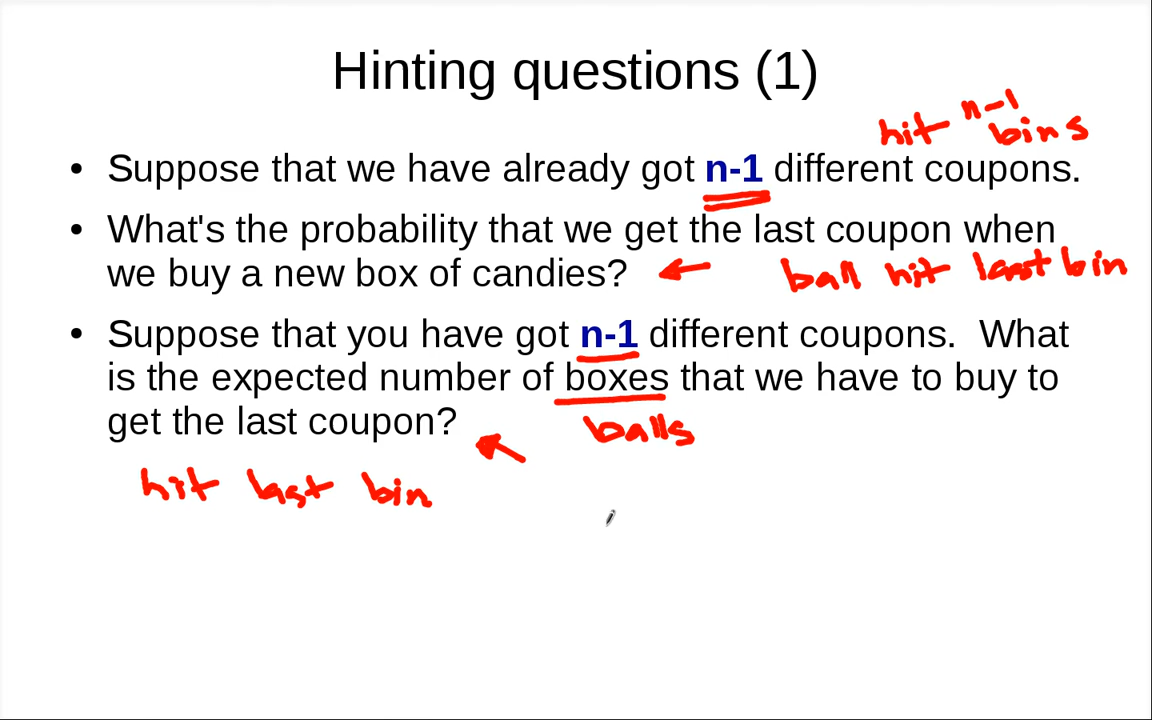 Hinting questions (1)
hit n-1 bins
• Suppose that we have already got n-1 different coupons.
• What's the probability that we get the last coupon when
we buy a new box of candies?
ball hit last bin
• Suppose that you have got n-1 different coupons. What
is the expected number of boxes that we have to buy to
get the last coupon?
balls
hit last bin